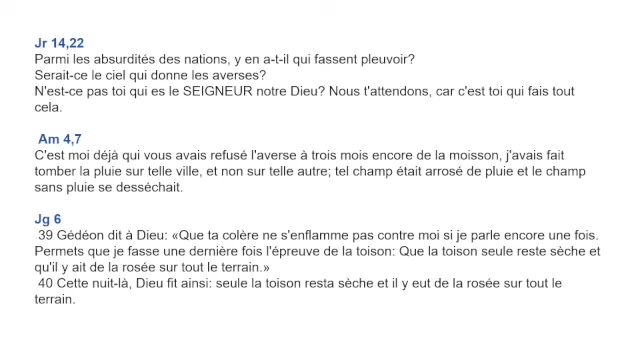 Jr 14,22
Parmi les absurdités des nations, y en a-t-il qui fassent pleuvoir?
Serait-ce le ciel qui donne les averses?
N'est-ce pas toi qui es le SEIGNEUR notre Dieu? Nous t'attendons, car c'est toi qui fais tout
cela.
Am 4,7
C'est moi déjà qui vous avais refusé l'averse à trois mois encore de la moisson, j'avais fait
tomber la pluie sur telle ville, et non sur telle autre; tel champ était arrosé de pluie et le champ
sans pluie se desséchait.
Jg 6
39 Gédéon dit à Dieu: «Que ta colère ne s'enflamme pas contre moi si je parle encore une fois.
Permets que je fasse une dernière fois l'épreuve de la toison: Que la toison seule reste sèche et
qu'il y ait de la rosée sur tout le terrain.»
40 Cette nuit-là, Dieu fit ainsi: seule la toison resta sèche et il y eut de la rosée sur tout le
terrain.